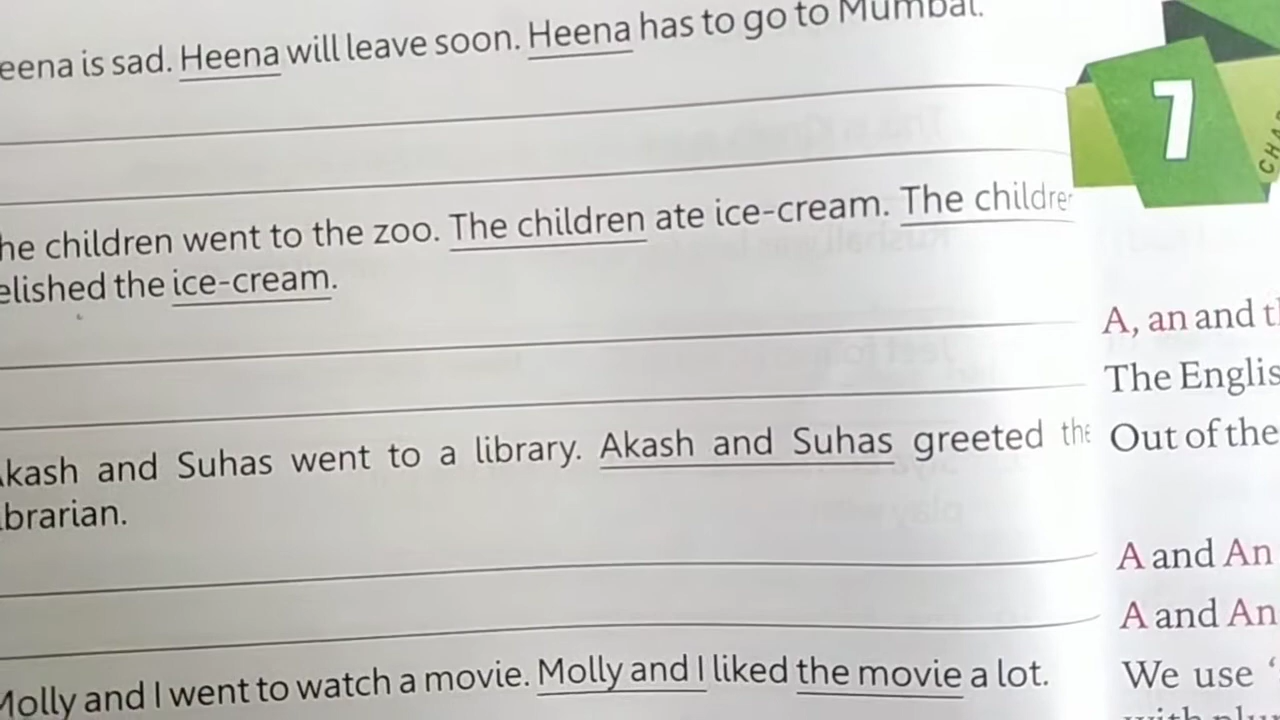 eena is sad. Heena will leave soon. Heena has to go to Mumbai.
he children went to the zoo. The children ate ice-cream. The children
elished the ice-cream.
kash and Suhas went to a library. Akash and Suhas greeted the
brarian.
Molly and I went to watch a movie. Molly and I liked the movie a lot.
7
CHA
A, an and t
The Englis
Out of the
A and An
A and An
We use ‘